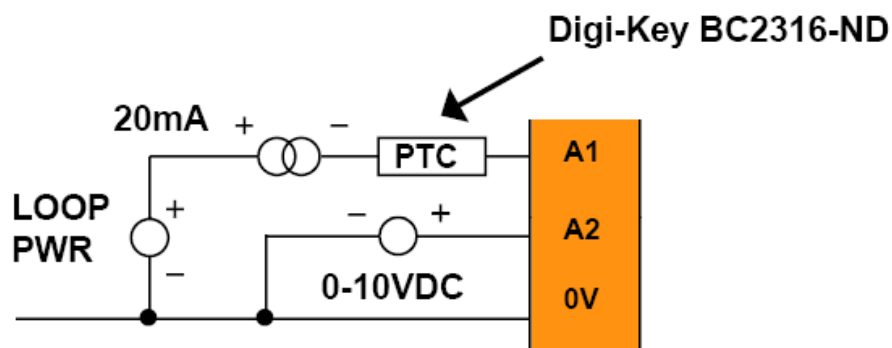 Digi-Key BC2316-ND
20mA
+
−
PTC
A1
LOOP
PWR
+
−
−
+
A2
0-10VDC
0V